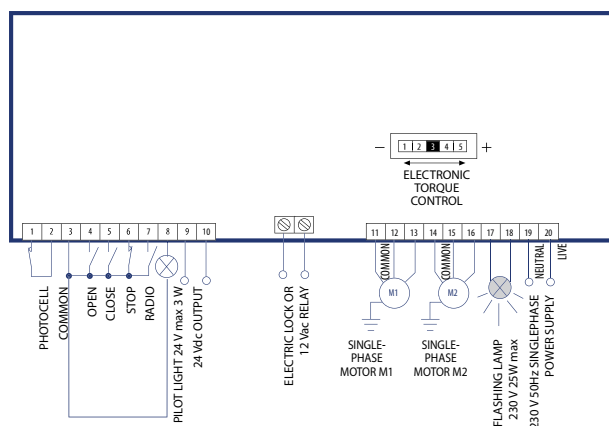 − 1 2 3 4 5 +
ELECTRONIC
TORQUE
CONTROL
1 2 3 4 5 6 7 8 9 10
11 12 13 14 15 16 17 18 19 20
PHOTOCELL
COMMON
OPEN
CLOSE
STOP
RADIO
PILOT LIGHT 24 V max 3 W
24 Vdc OUTPUT
ELECTRIC LOCK OR
12 Vac RELAY
COMMON
M1
SINGLE-
PHASE
MOTOR M1
COMMON
M2
SINGLE-
PHASE
MOTOR M2
FLASHING LAMP
230 V 25W max
NEUTRAL
LIVE
230 V 50Hz SINGLEPHASE
POWER SUPPLY